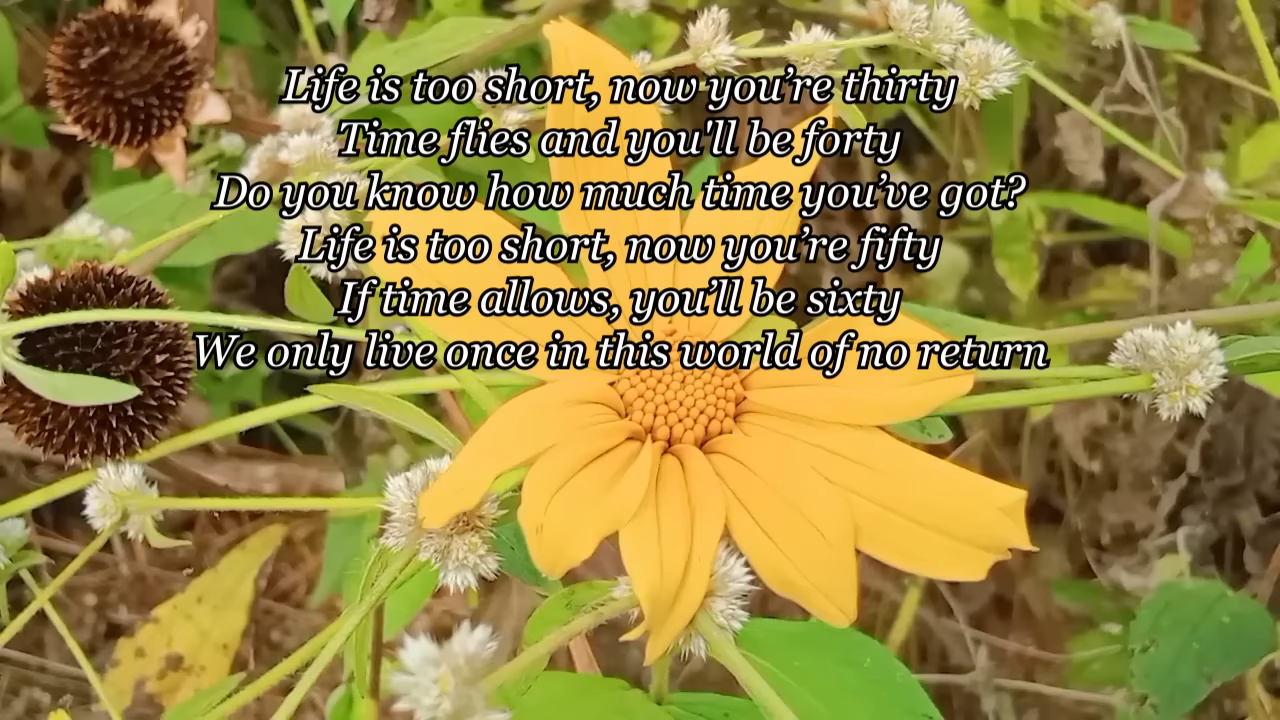 Life is too short, now you’re thirty
Time flies and you'll be forty
Do you know how much time you’ve got?
Life is too short, now you’re fifty
If time allows, you’ll be sixty
We only live once in this world of no return